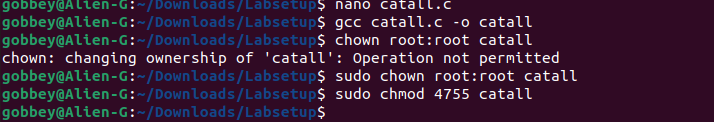 gobbey@Alien-G:~/Downloads/Labsetup$ nano catall.c
gobbey@Alien-G:~/Downloads/Labsetup$ gcc catall.c -o catall
gobbey@Alien-G:~/Downloads/Labsetup$ chown root:root catall
chown: changing ownership of 'catall': Operation not permitted
gobbey@Alien-G:~/Downloads/Labsetup$ sudo chown root:root catall
gobbey@Alien-G:~/Downloads/Labsetup$ sudo chmod 4755 catall
gobbey@Alien-G:~/Downloads/Labsetup$